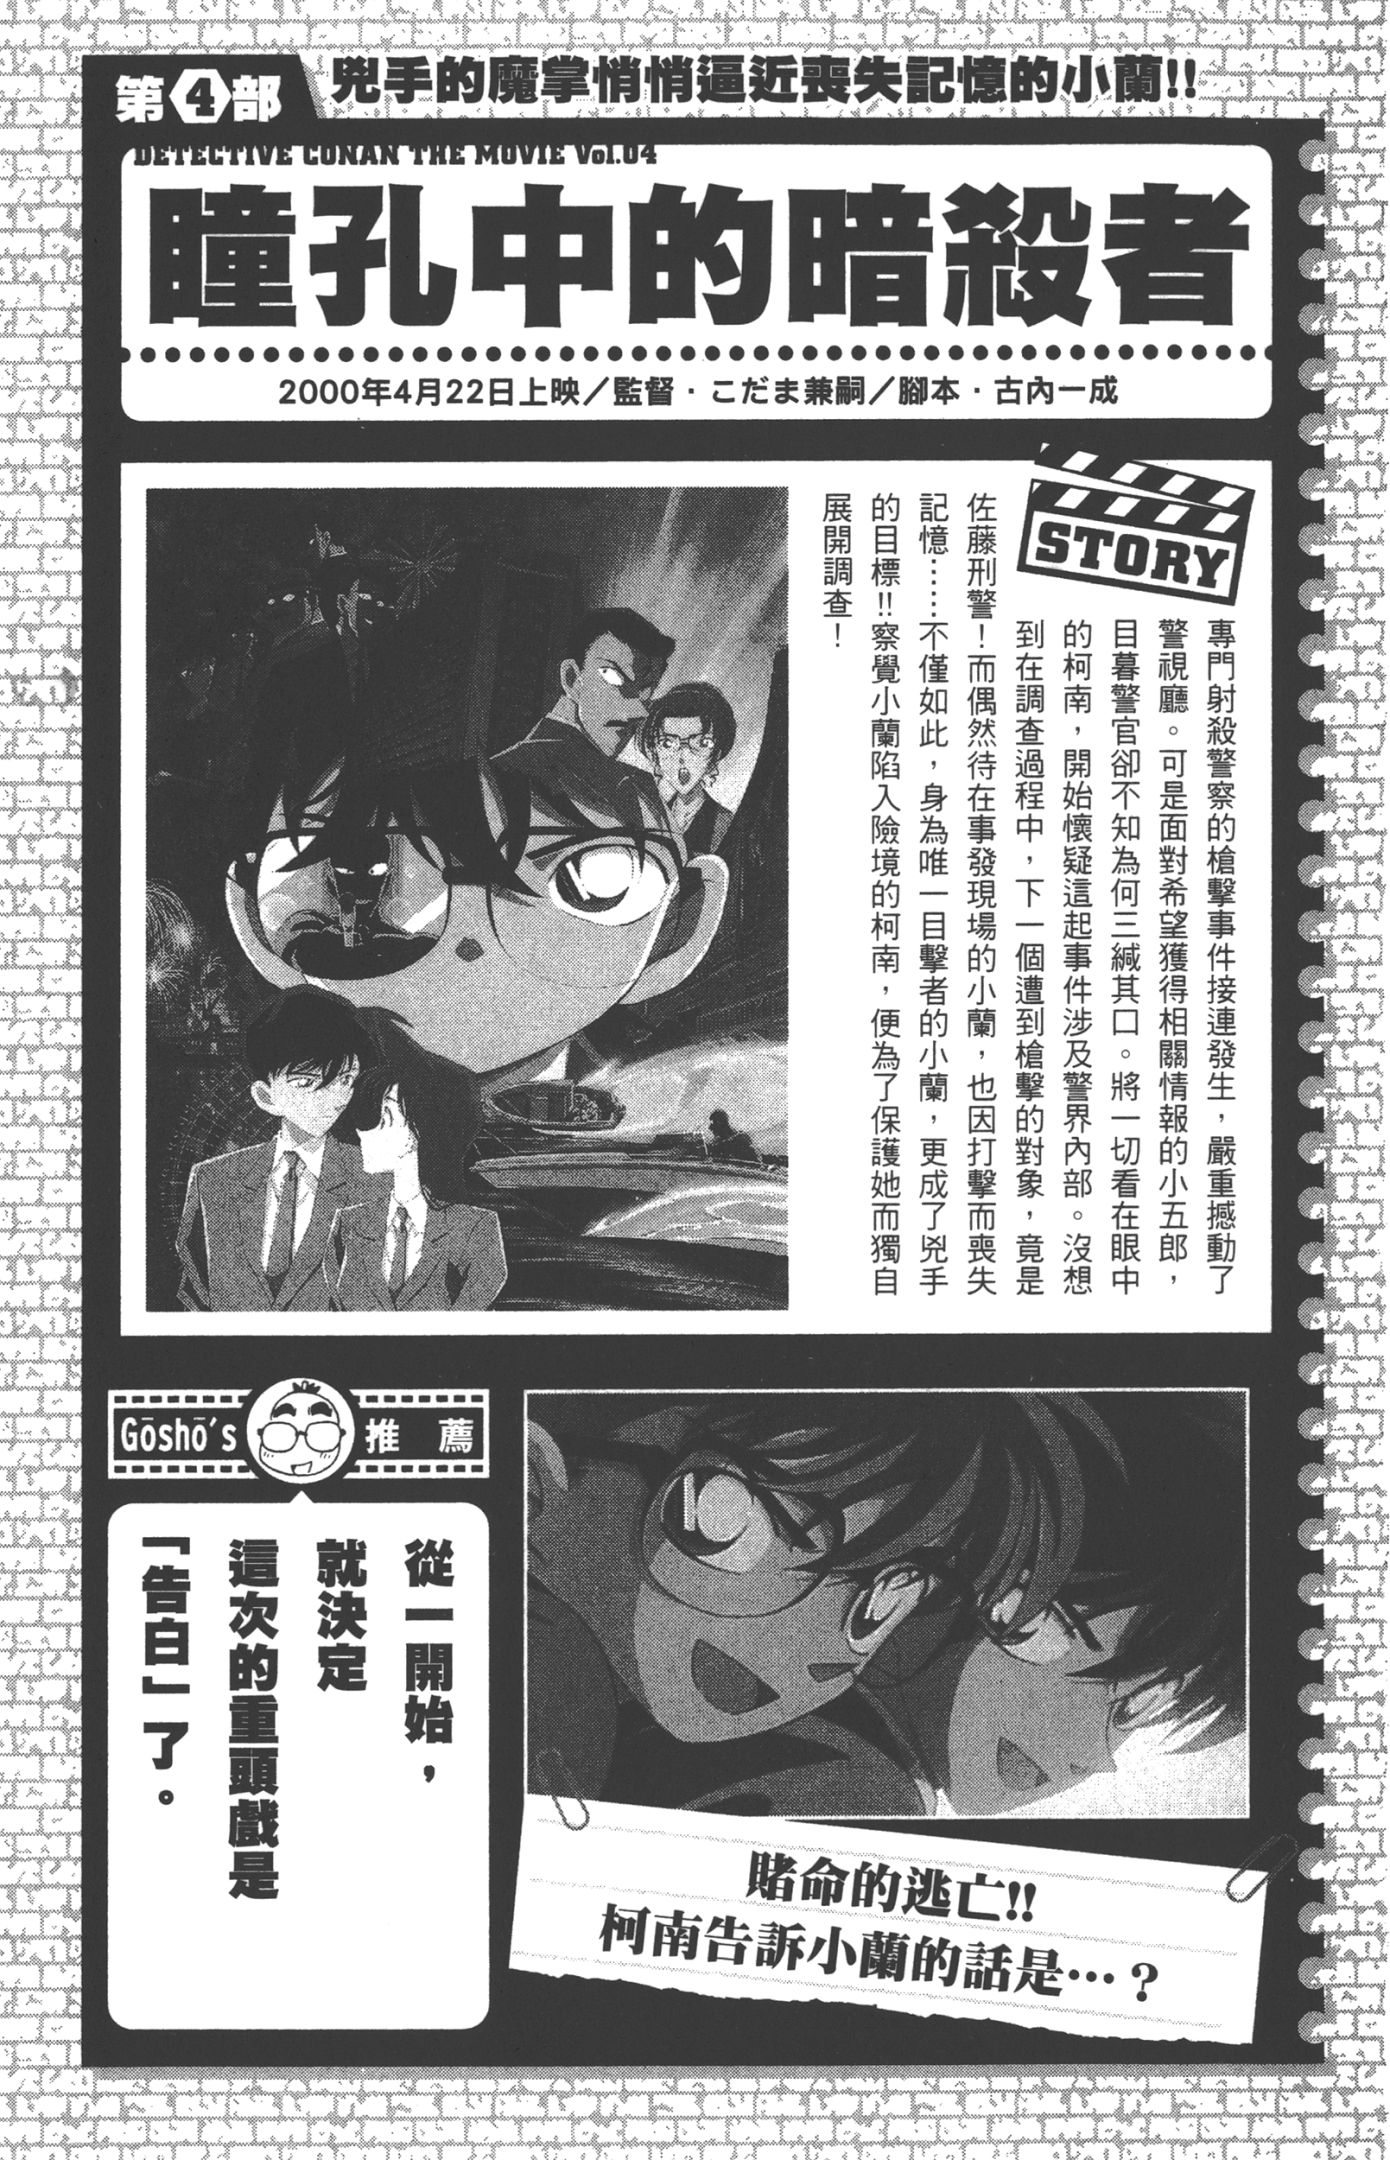 第4部
兇手的魔掌悄悄逼近喪失記憶的小蘭!!
DETECTIVE CONAN THE MOVIE Vol.04
瞳孔中的暗殺者
2000年4月22日上映／監督・こだま兼嗣／腳本・古內一成
STORY
專門射殺警察的槍擊事件接連發生，嚴重撼動了
警視廳。可是面對希望獲得相關情報的小五郎，
目暮警官卻不知為何三緘其口。將一切看在眼中
的柯南，開始懷疑這起事件涉及警界內部。沒想
到在調查過程中，下一個遭到槍擊的對象，竟是
佐藤刑警！而偶然待在事發現場的小蘭，也因打擊而喪失
記憶……不僅如此，身為唯一目擊者的小蘭，更成了兇手
的目標!!察覺小蘭陷入險境的柯南，便為了保護她而獨自
展開調查！
賭命的逃亡!!
柯南告訴小蘭的話是…？
Gōshō's 推薦
從一開始，
就決定
這次的重頭戲是
「告白」了。